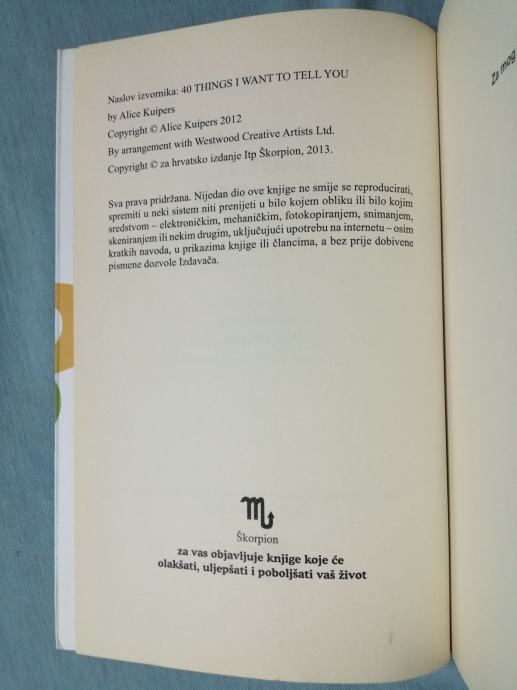 Naslov izvornika: 40 THINGS I WANT TO TELL YOU
by Alice Kuipers
Copyright © Alice Kuipers 2012
By arrangement with Westwood Creative Artists Ltd.
Copyright © za hrvatsko izdanje Itp Škorpion, 2013.
Sva prava pridržana. Nijedan dio ove knjige ne smije se reproducirati,
spremiti u neki sistem niti prenijeti u bilo kojem obliku ili bilo kojim
sredstvom – elektroničkim, mehaničkim, fotokopiranjem, snimanjem,
skeniranjem ili nekim drugim, uključujući upotrebu na internetu – osim
kratkih navoda, u prikazima knjige ili člancima, a bez prije dobivene
pismene dozvole Izdavača.
Škorpion
za vas objavljuje knjige koje će
olakšati, uljepšati i poboljšati vaš život
Za mog